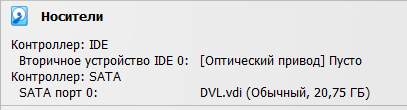 Носители
Контроллер: IDE
Вторичное устройство IDE 0: [Оптический привод] Пусто
Контроллер: SATA
SATA порт 0: DVL.vdi (Обычный, 20,75 ГБ)